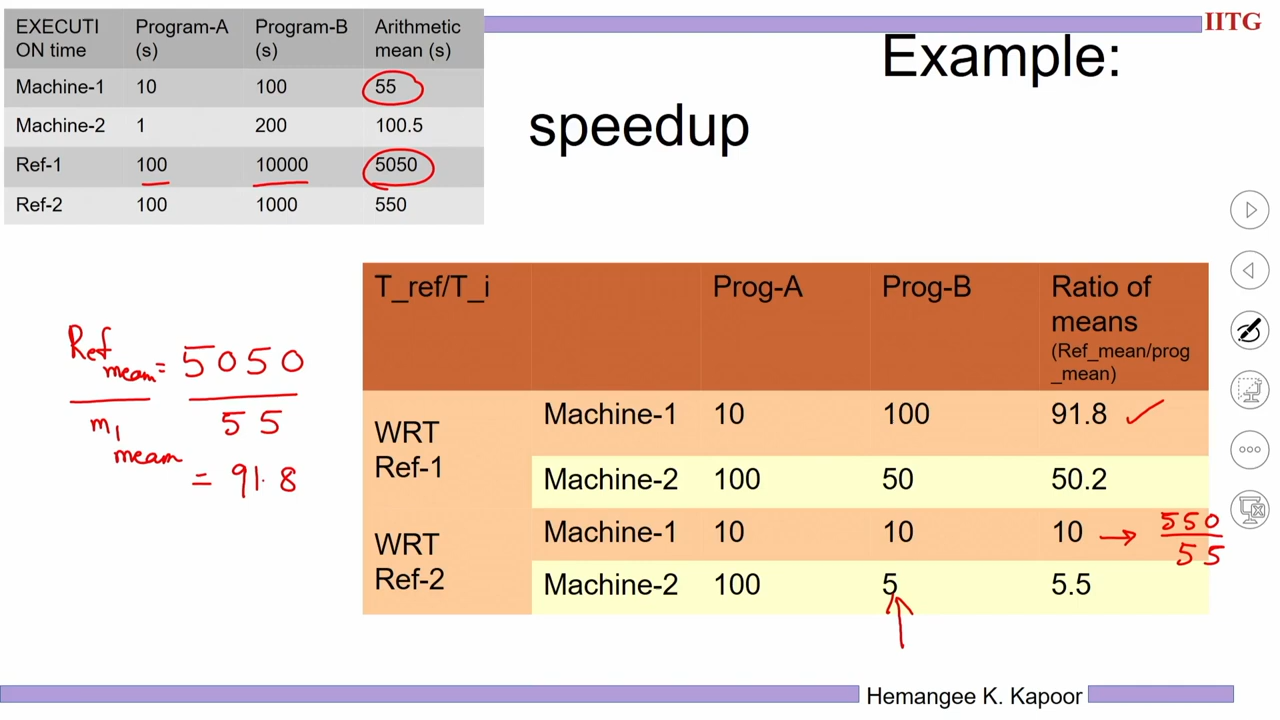 IITG
EXECUTI Program-A Program-B Arithmetic
ON time (s) (s) mean (s)
Machine-1 10 100 55
Machine-2 1 200 100.5
Ref-1 100 10000 5050
Ref-2 100 1000 550
Example:
speedup
T_ref/T_i Prog-A Prog-B Ratio of
means
(Ref_mean/prog
_mean)
WRT
Ref-1
Machine-1 10 100 91.8
Machine-2 100 50 50.2
WRT
Ref-2
Machine-1 10 10 10 → 550
55
Machine-2 100 5 5.5
Ref mean = 5050
m1 mean 55
= 91.8
Hemangee K. Kapoor